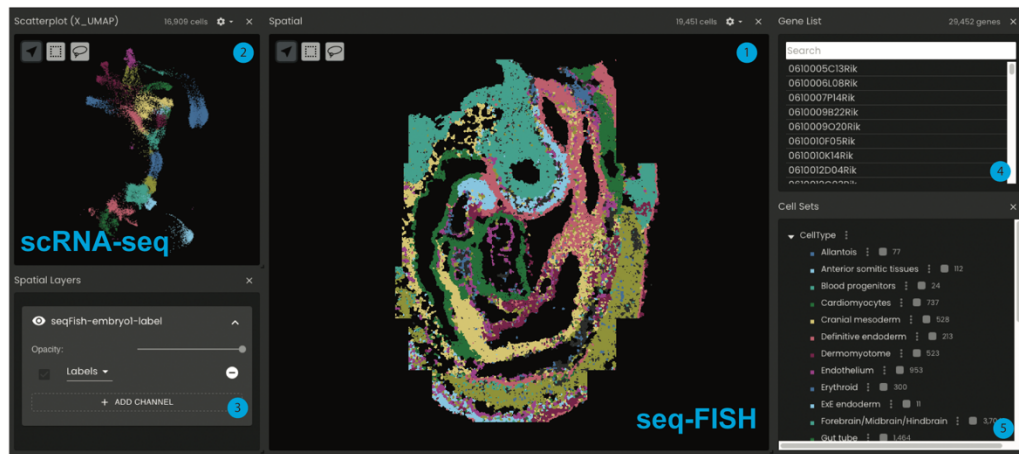 Scatterplot (X_UMAP) 16,909 cells
2
scRNA-seq
Spatial Layers
seqFish-embryo1-label
Opacity:
Labels
+ ADD CHANNEL
3
Spatial 19,451 cells
1
seq-FISH
Gene List 29,452 genes
Search
0610005C13Rik
0610006L08Rik
0610007P14Rik
0610009B22Rik
0610009O20Rik
0610010F05Rik
0610010K14Rik
0610012D04Rik
4
Cell Sets
CellType
Allantois 77
Anterior somitic tissues 112
Blood progenitors 24
Cardiomyocytes 737
Cranial mesoderm 528
Definitive endoderm 213
Dermomyotome 523
Endothelium 953
Erythroid 300
ExE endoderm 11
Forebrain/Midbrain/Hindbrain
Gut tube 1,464
5